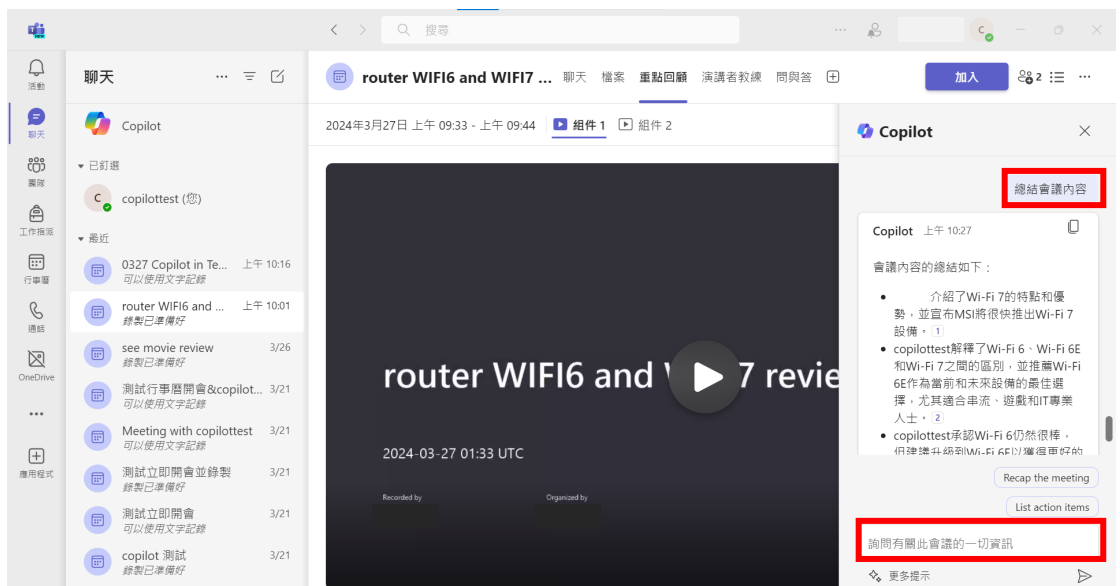 NEW
搜尋
...
C
活動
聊天
團隊
工作指派
行事曆
通話
OneDrive
...
應用程式
聊天
...
Copilot
已釘選
C
copilottest (您)
最近
0327 Copilot in Te... 上午 10:16
可以使用文字記錄
router WIFI6 and ... 上午 10:01
錄製已準備好
see movie review 3/26
錄製已準備好
測試行事曆開會&copilot... 3/21
可以使用文字記錄
Meeting with copilottest 3/21
可以使用文字記錄
測試立即開會並錄製 3/21
錄製已準備好
測試立即開會 3/21
可以使用文字記錄
copilot 測試 3/21
錄製已準備好
router WIFI6 and WIFI7 ... 聊天 檔案 重點回顧 演講者教練 問與答
加入 2 ...
2024年3月27日 上午 09:33 - 上午 09:44 組件 1 組件 2
router WIFI6 and 7 revie
2024-03-27 01:33 UTC
Recorded by Organized by
Copilot
總結會議內容
Copilot 上午 10:27
會議內容的總結如下：
• 介紹了Wi-Fi 7的特點和優
勢，並宣布MSI將很快推出Wi-Fi 7
設備。 1
• copilottest解釋了Wi-Fi 6、Wi-Fi 6E
和Wi-Fi 7之間的區別，並推薦Wi-Fi
6E作為當前和未來設備的最佳選
擇，尤其適合串流、遊戲和IT專業
人士。 2
• copilottest承認Wi-Fi 6仍然很棒，
但建議升級到Wi-Fi 6E以獲得更好的
Recap the meeting
List action items
詢問有關此會議的一切資訊
更多提示